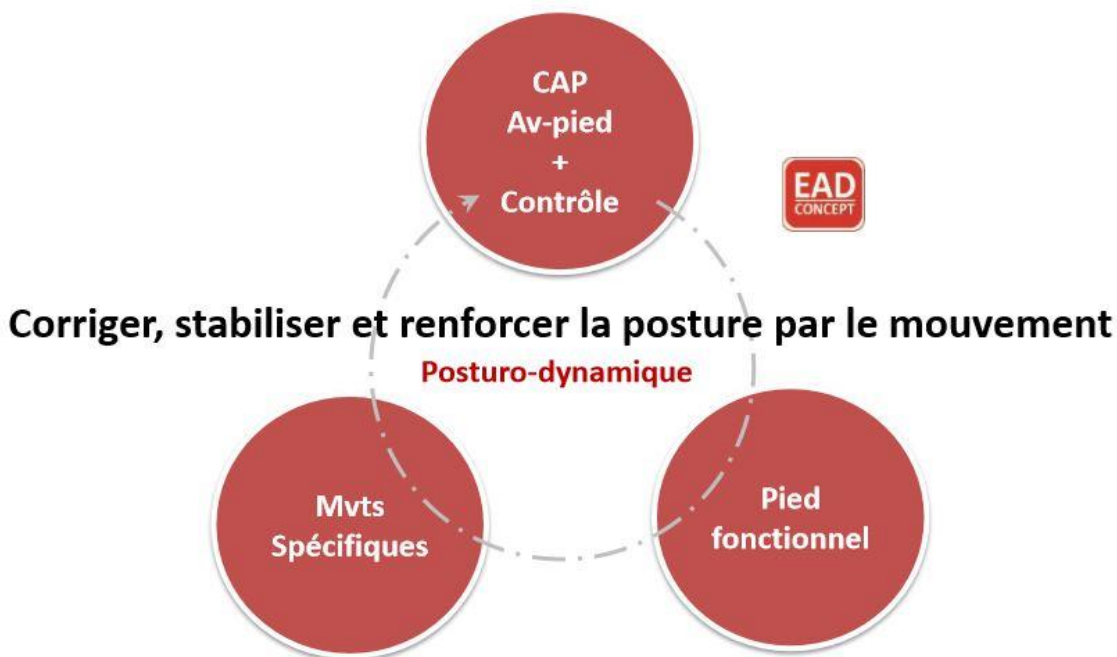 CAP
Av-pied
+
Contrôle
EAD
CONCEPT
Corriger, stabiliser et renforcer la posture par le mouvement
Posturo-dynamique
Mvts
Spécifiques
Pied
fonctionnel